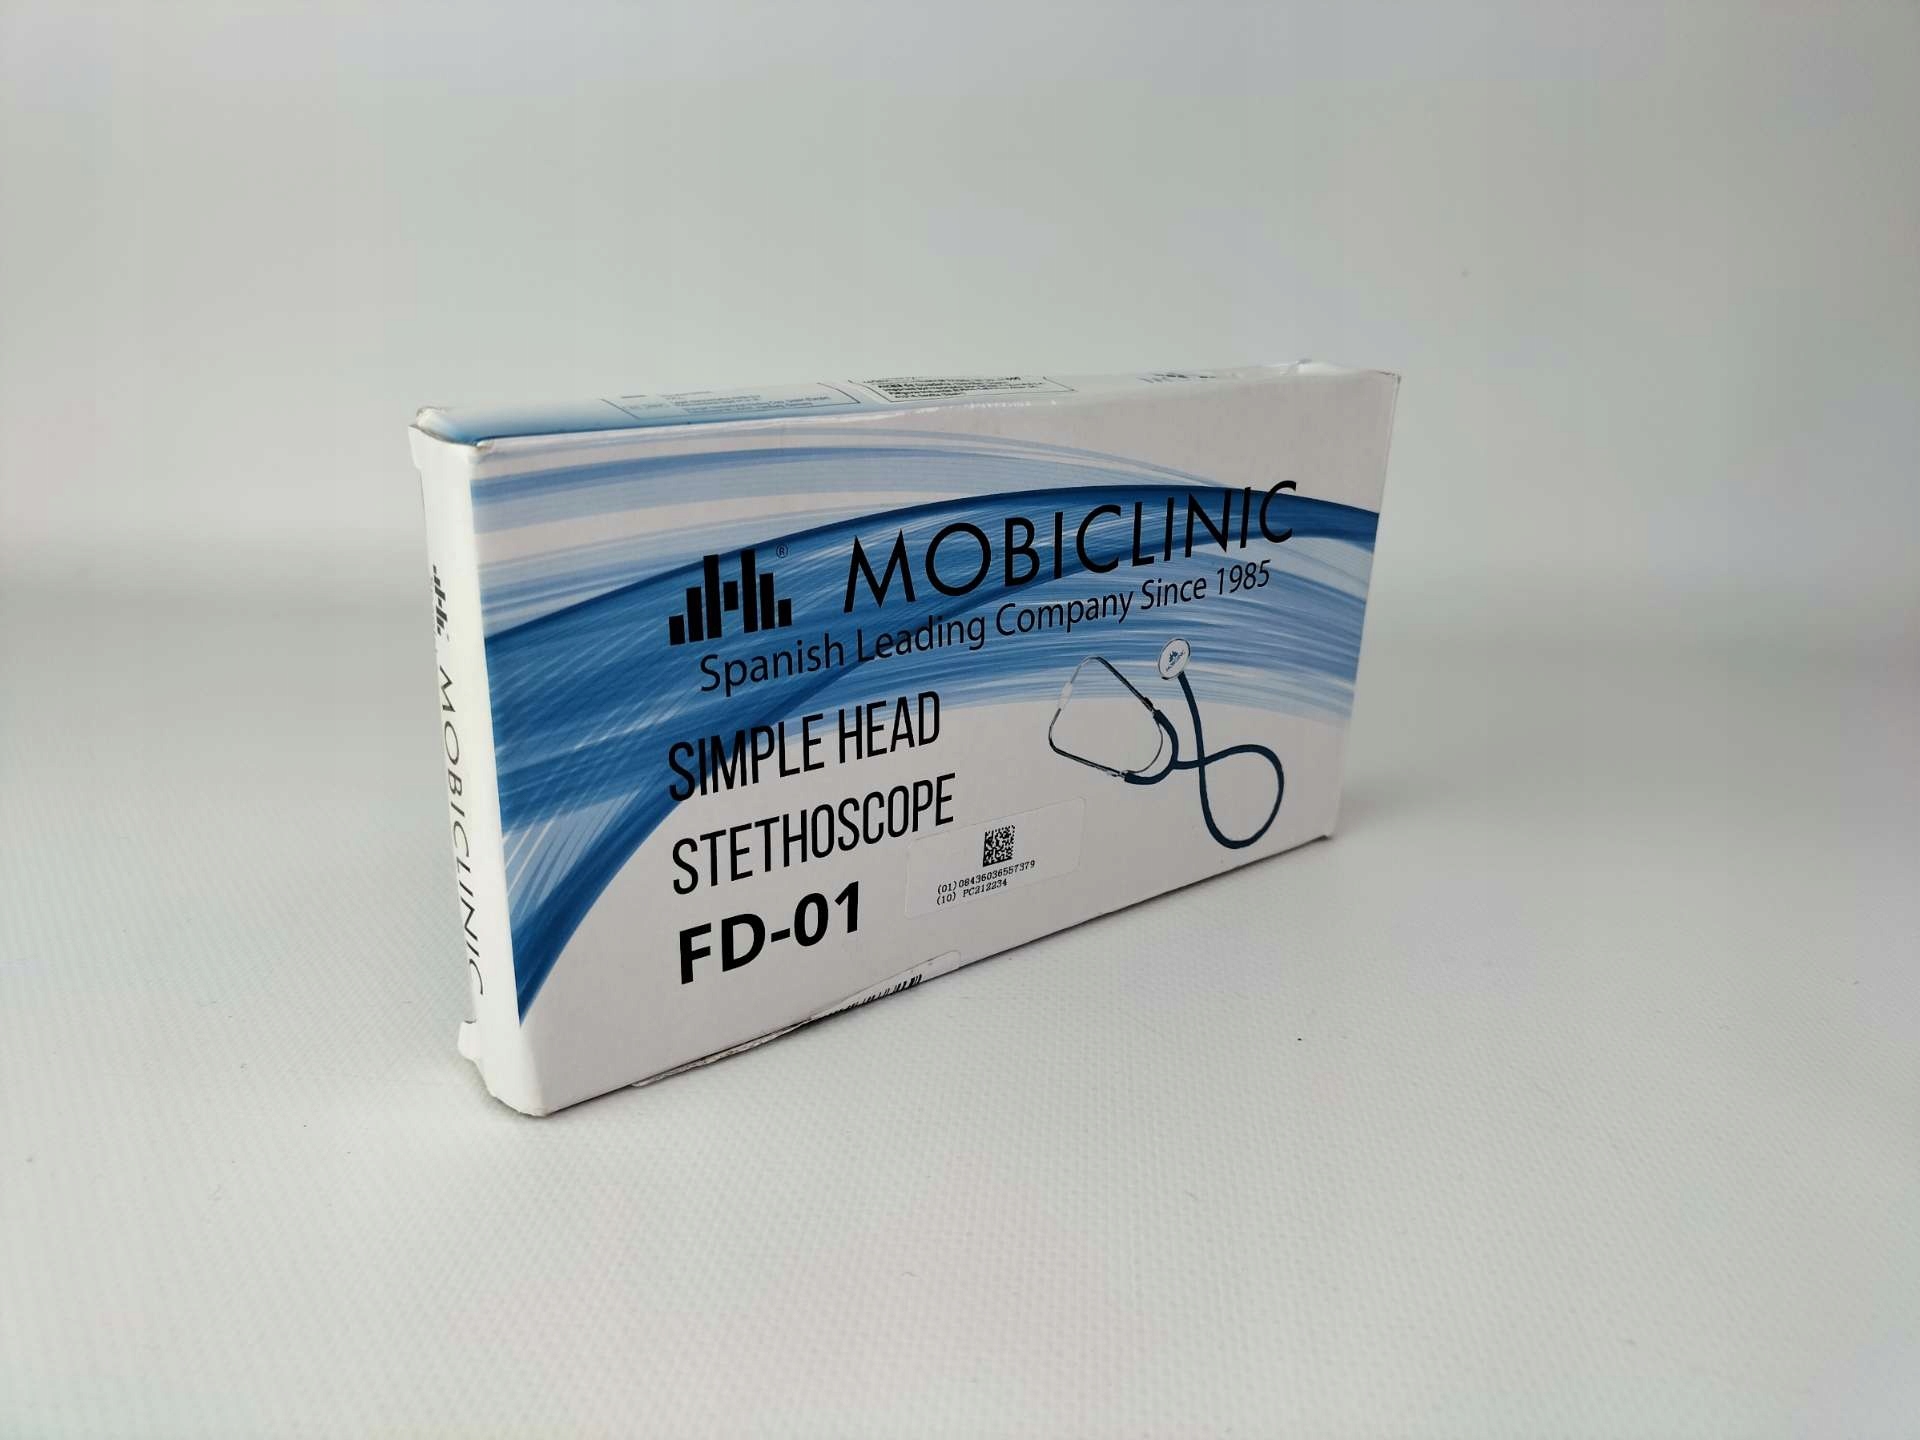 MOBICLINIC
®
Spanish Leading Company Since 1985
SIMPLE HEAD
STETHOSCOPE
FD-01
(01)08436036557379
(10) PC212234
MOBICLINIC